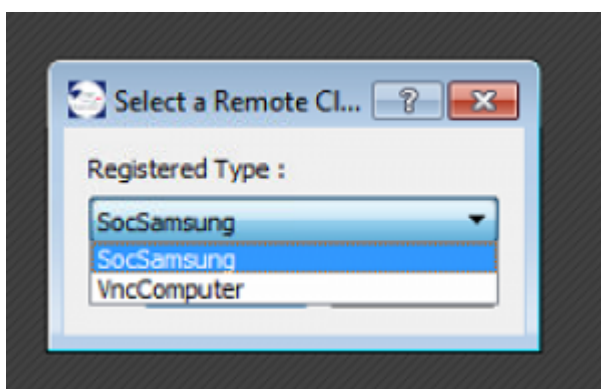 Select a Remote Cl...
Registered Type :
SocSamsung
SocSamsung
VncComputer